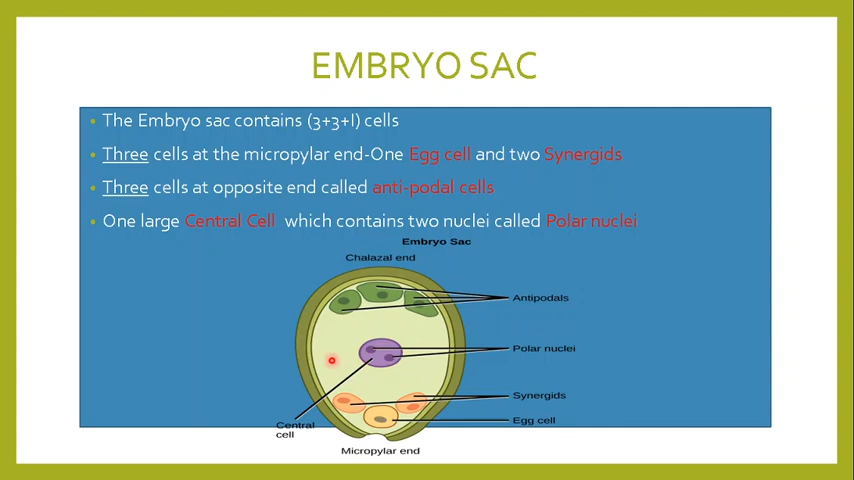 EMBRYO SAC
The Embryo sac contains (3+3+I) cells
Three cells at the micropylar end-One Egg cell and two Synergids
Three cells at opposite end called anti-podal cells
One large Central Cell which contains two nuclei called Polar nuclei
Embryo Sac
Chalazal end
Antipodals
Polar nuclei
Synergids
Egg cell
Central
cell
Micropylar end